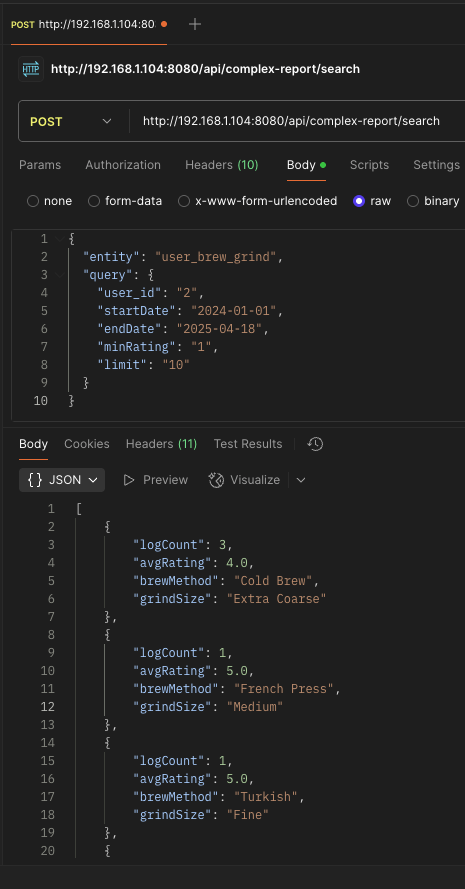 POST http://192.168.1.104:80
HTTP http://192.168.1.104:8080/api/complex-report/search
POST http://192.168.1.104:8080/api/complex-report/search
Params Authorization Headers (10) Body Scripts Settings
none form-data x-www-form-urlencoded raw binary
1 {
2 "entity": "user_brew_grind",
3 "query": {
4 "user_id": "2",
5 "startDate": "2024-01-01",
6 "endDate": "2025-04-18",
7 "minRating": "1",
8 "limit": "10"
9 }
10 }
Body Cookies Headers (11) Test Results
{} JSON Preview Visualize
1 [
2 {
3 "logCount": 3,
4 "avgRating": 4.0,
5 "brewMethod": "Cold Brew",
6 "grindSize": "Extra Coarse"
7 },
8 {
9 "logCount": 1,
10 "avgRating": 5.0,
11 "brewMethod": "French Press",
12 "grindSize": "Medium"
13 },
14 {
15 "logCount": 1,
16 "avgRating": 5.0,
17 "brewMethod": "Turkish",
18 "grindSize": "Fine"
19 },
20 {